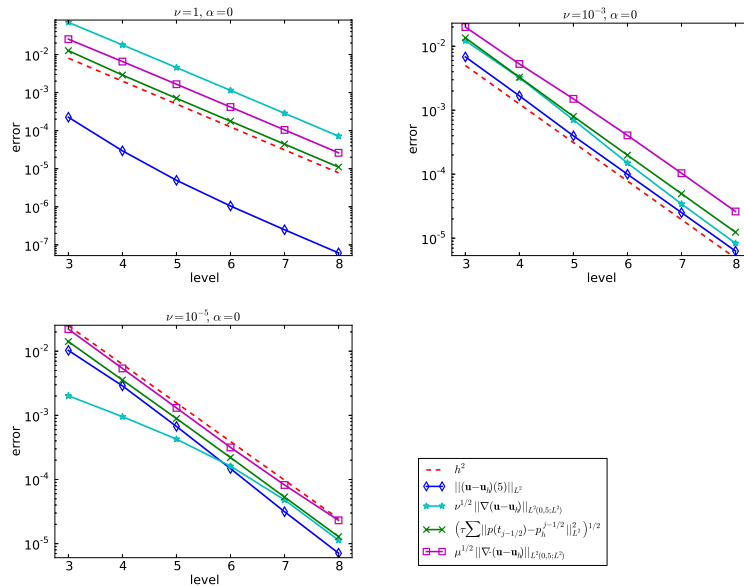 ν=1, α=0
error
10⁻²
10⁻³
10⁻⁴
10⁻⁵
10⁻⁶
10⁻⁷
3 4 5 6 7 8
level
ν=10⁻³, α=0
error
10⁻²
10⁻³
10⁻⁴
10⁻⁵
3 4 5 6 7 8
level
ν=10⁻⁵, α=0
error
10⁻²
10⁻³
10⁻⁴
10⁻⁵
3 4 5 6 7 8
level
h²
||(u−u_h)(5)||_{L²}
ν^{1/2}||∇(u−u_h)||_{L²(0,5;L²)}
(τ∑||p(t_{j−1/2})−p_h^{j−1/2}||²_{L²})^{1/2}
μ^{1/2}||∇·(u−u_h)||_{L²(0,5;L²)}